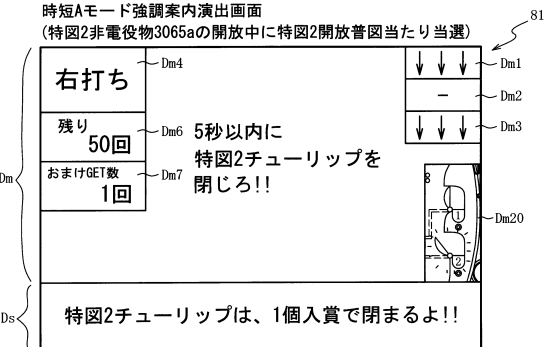 時短Aモード強調案内演出画面
(特図2非電役物3065aの開放中に特図2開放普図当たり当選)
81
Dm4
右打ち
↓ ↓ ↓
Dm1
−
Dm2
残り
50回
Dm6
5秒以内に
特図2チューリップを
閉じろ!!
↓ ↓ ↓
Dm3
おまけGET数
1回
Dm7
Dm
1
2
Dm20
Ds
特図2チューリップは、1個入賞で閉まるよ!!